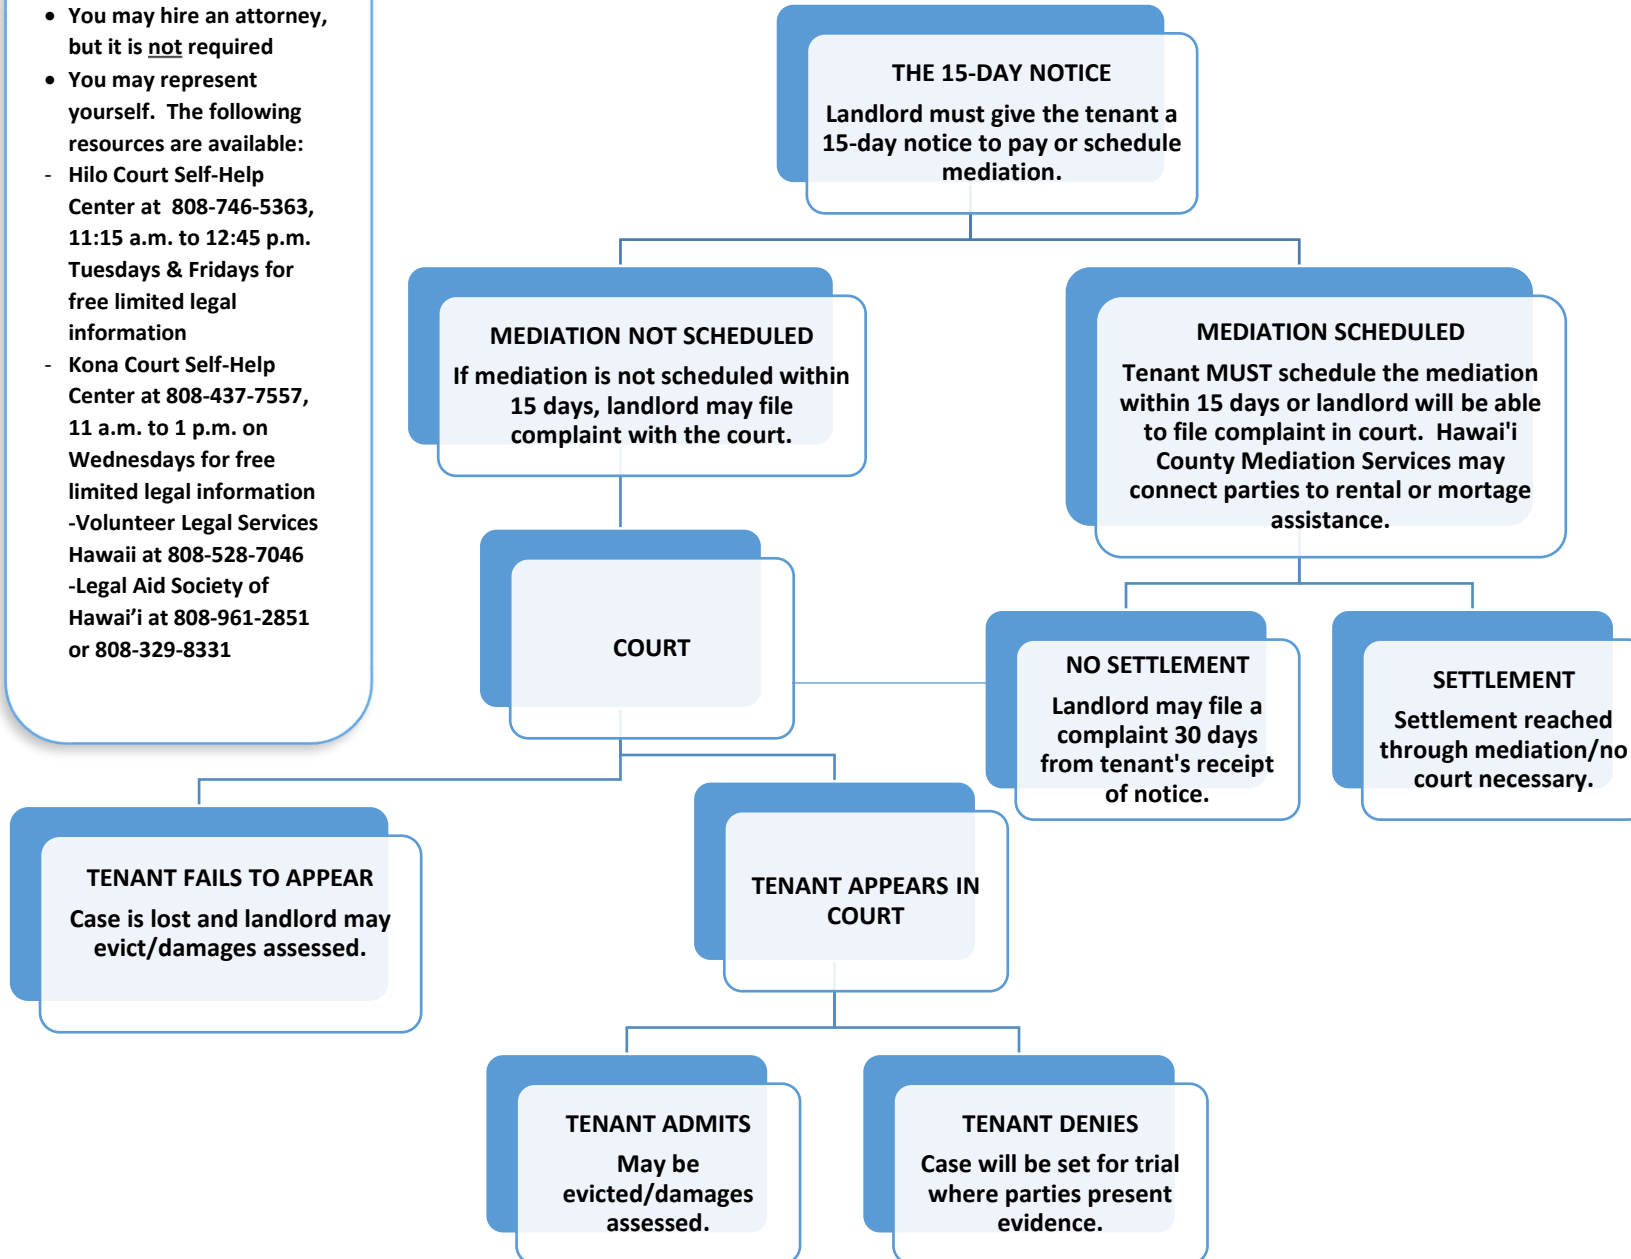 • You may hire an attorney,
but it is not required
• You may represent
yourself.  The following
resources are available:
- Hilo Court Self-Help
Center at  808-746-5363,
11:15 a.m. to 12:45 p.m.
Tuesdays & Fridays for
free limited legal
information
- Kona Court Self-Help
Center at 808-437-7557,
11 a.m. to 1 p.m. on
Wednesdays for free
limited legal information
-Volunteer Legal Services
Hawaii at 808-528-7046
-Legal Aid Society of
Hawai’i at 808-961-2851
or 808-329-8331
THE 15-DAY NOTICE
Landlord must give the tenant a
15-day notice to pay or schedule
mediation.
MEDIATION NOT SCHEDULED
If mediation is not scheduled within
15 days, landlord may file
complaint with the court.
MEDIATION SCHEDULED
Tenant MUST schedule the mediation
within 15 days or landlord will be able
to file complaint in court.  Hawai'i
County Mediation Services may
connect parties to rental or mortage
assistance.
COURT
NO SETTLEMENT
Landlord may file a
complaint 30 days
from tenant's receipt
of notice.
SETTLEMENT
Settlement reached
through mediation/no
court necessary.
TENANT FAILS TO APPEAR
Case is lost and landlord may
evict/damages assessed.
TENANT APPEARS IN
COURT
TENANT ADMITS
May be
evicted/damages
assessed.
TENANT DENIES
Case will be set for trial
where parties present
evidence.